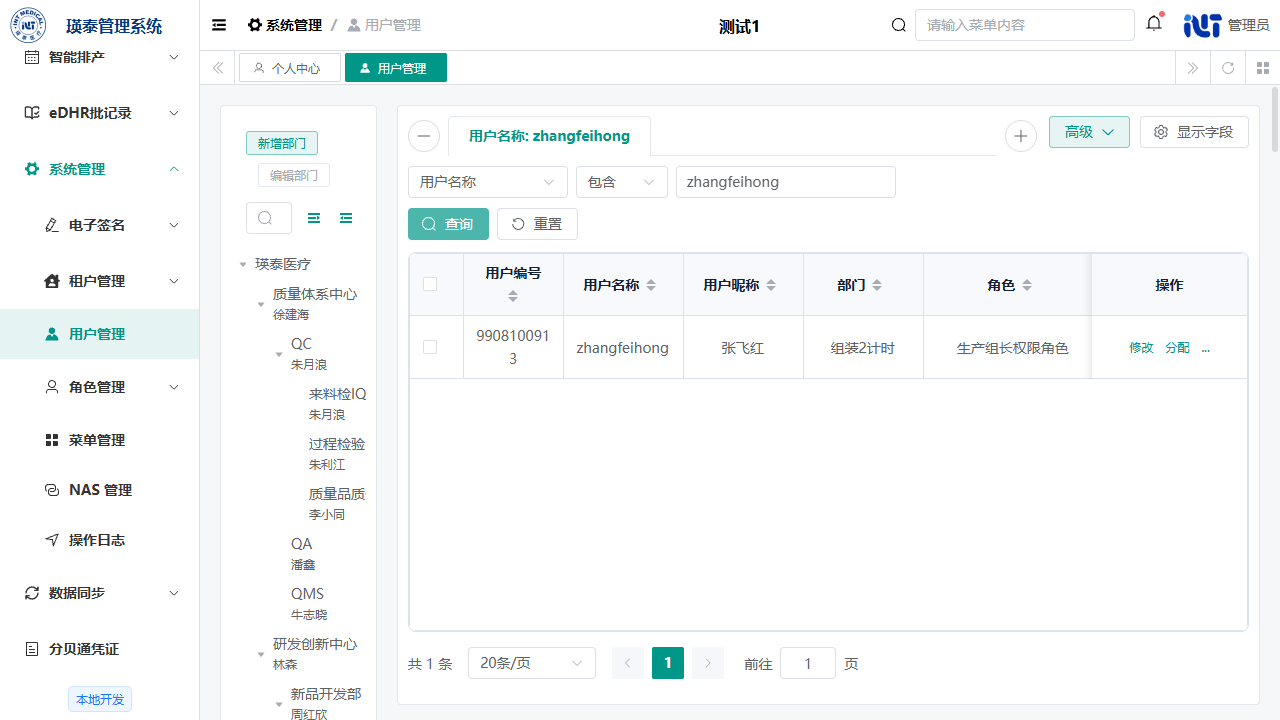 瑛泰管理系统
智能排产
eDHR批记录
系统管理
电子签名
租户管理
用户管理
角色管理
菜单管理
NAS 管理
操作日志
数据同步
分贝通凭证
本地开发
系统管理 / 用户管理
测试1
请输入菜单内容
管理员
个人中心
用户管理
新增部门
编辑部门
瑛泰医疗
质量体系中心
徐建海
QC
朱月浪
来料检IQ
朱月浪
过程检验
朱利江
质量品质
李小同
QA
潘鑫
QMS
牛志晓
研发创新中心
林森
新品开发部
周红欣
用户名称: zhangfeihong
高级
显示字段
用户名称
包含
zhangfeihong
查询
重置
用户编号 用户名称 用户昵称 部门 角色 操作
990810091
3
zhangfeihong 张飞红 组装2计时 生产组长权限角色 修改 分配 ...
共 1 条 20条/页 1 前往 1 页